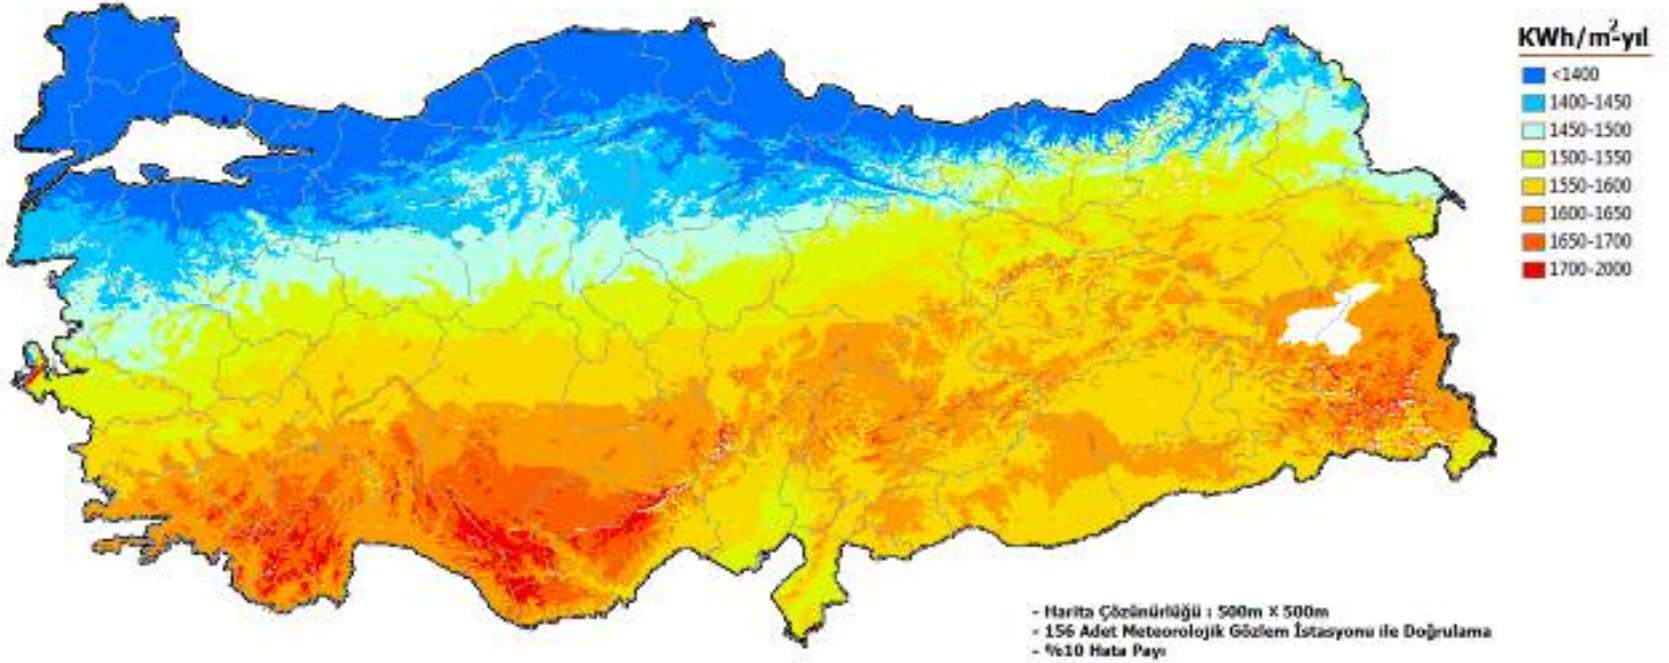 KWh/m²-yıl
<1400
1400-1450
1450-1500
1500-1550
1550-1600
1600-1650
1650-1700
1700-2000
- Harita Çözünürlüğü : 500m X 500m
- 156 Adet Meteorolojik Gözlem İstasyonu ile Doğrulama
- %10 Hata Payı